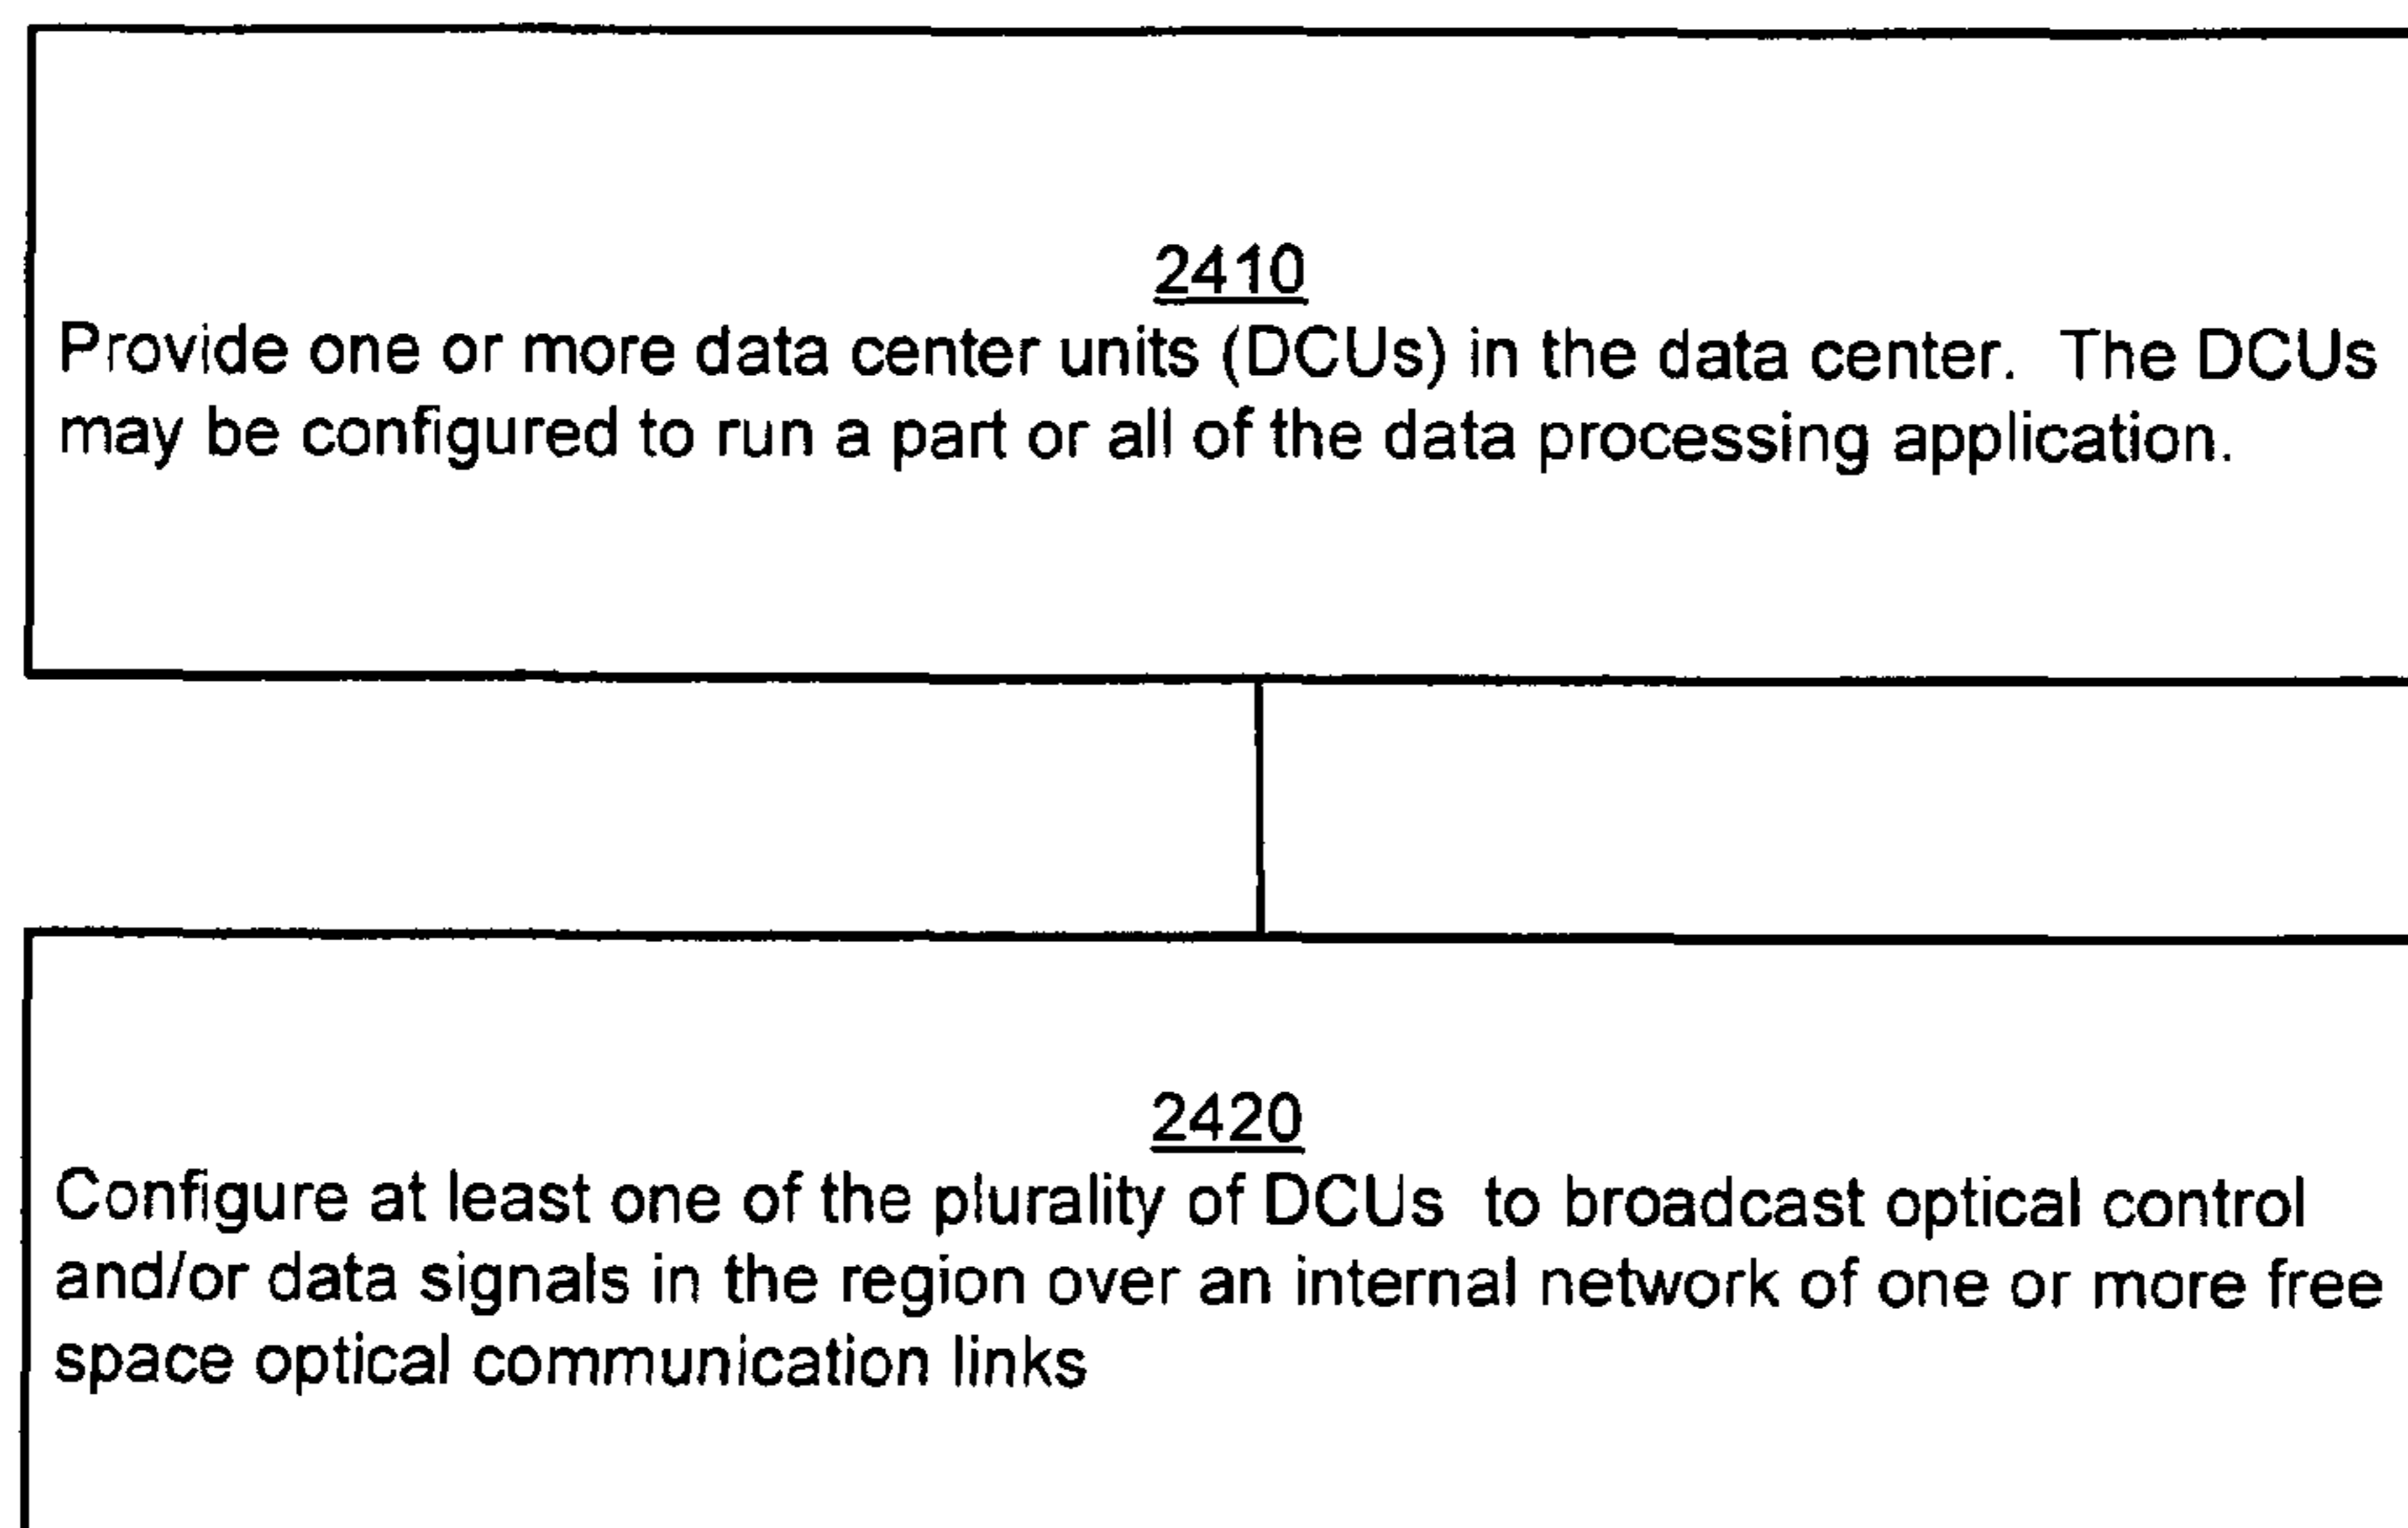 2410
Provide one or more data center units (DCUs) in the data center. The DCUs
may be configured to run a part or all of the data processing application.
2420
Configure at least one of the plurality of DCUs to broadcast optical control
and/or data signals in the region over an internal network of one or more free
space optical communication links